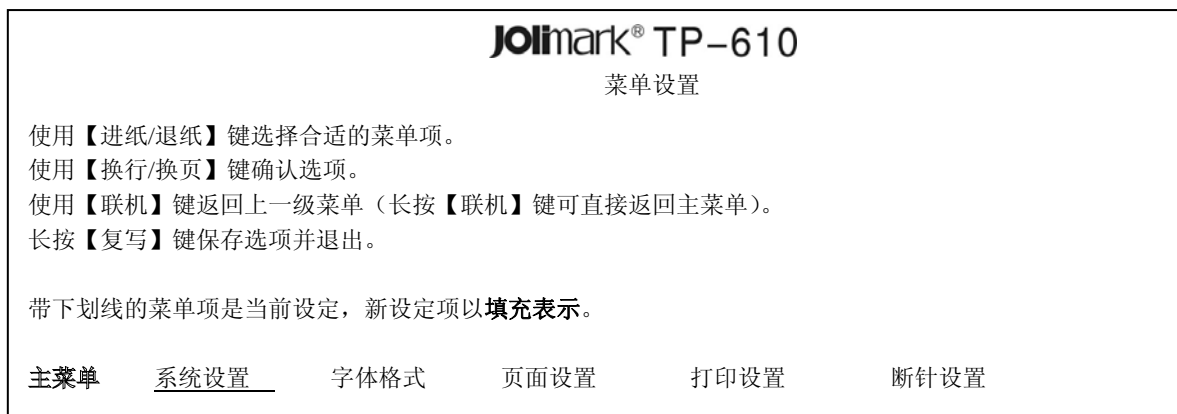 Jolimark® TP-610
菜单设置
使用【进纸/退纸】键选择合适的菜单项。
使用【换行/换页】键确认选项。
使用【联机】键返回上一级菜单（长按【联机】键可直接返回主菜单）。
长按【复写】键保存选项并退出。
带下划线的菜单项是当前设定，新设定项以填充表示。
主菜单 系统设置 字体格式 页面设置 打印设置 断针设置